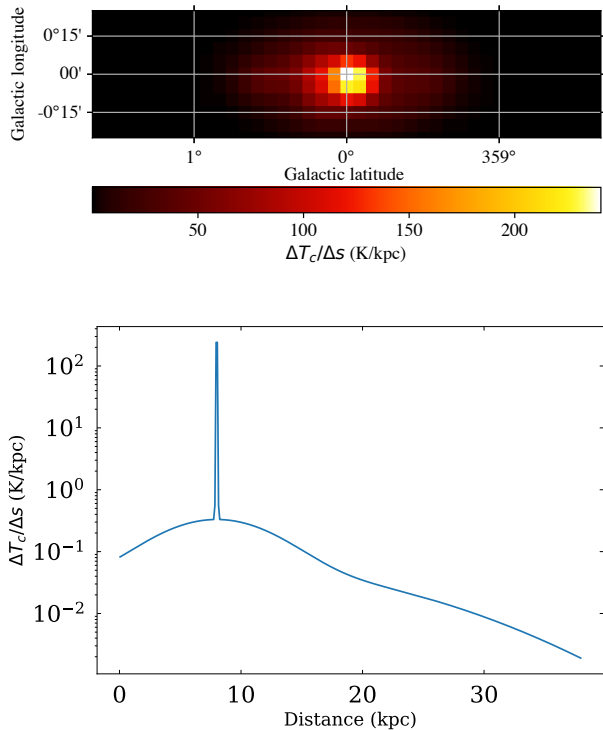 Galactic longitude
0°15'
00'
-0°15'
1° 0° 359°
Galactic latitude
50 100 150 200
ΔT_c/Δs (K/kpc)
ΔT_c/Δs (K/kpc)
10^2
10^1
10^0
10^-1
10^-2
0 10 20 30
Distance (kpc)